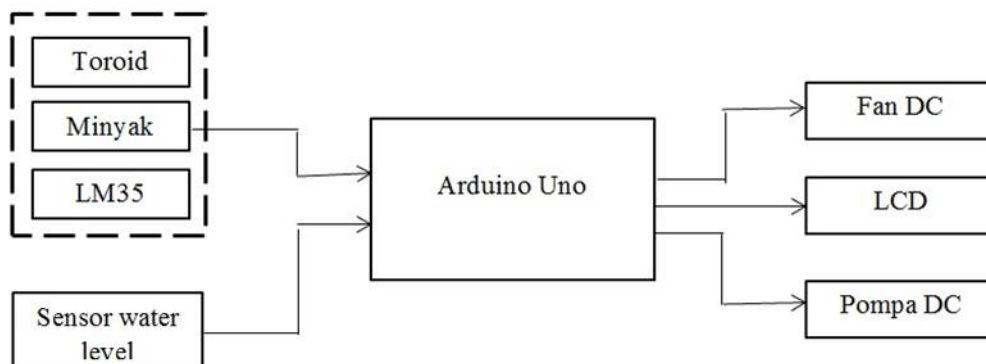 Toroid
Minyak
LM35
Sensor water
level
Arduino Uno
Fan DC
LCD
Pompa DC